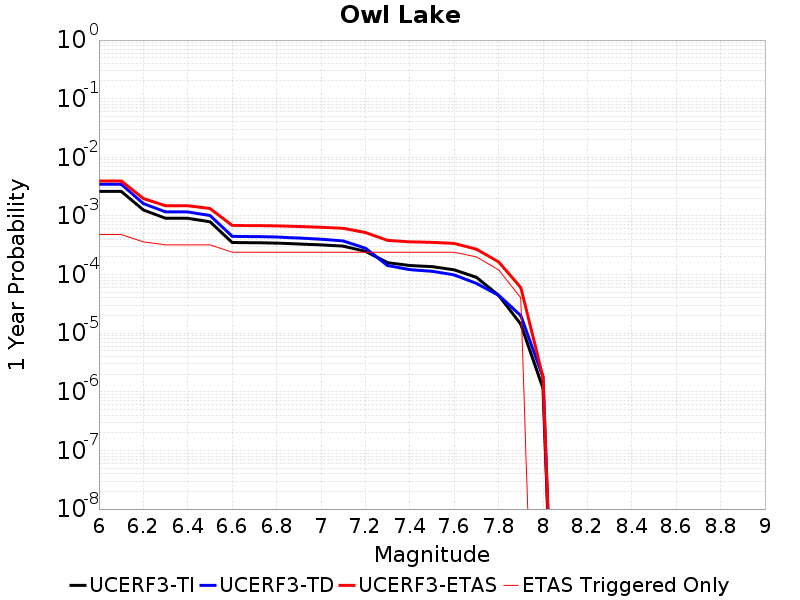 Owl Lake
10^0
10^-1
10^-2
10^-3
10^-4
10^-5
10^-6
10^-7
10^-8
1 Year Probability
6 6.2 6.4 6.6 6.8 7 7.2 7.4 7.6 7.8 8 8.2 8.4 8.6 8.8 9
Magnitude
UCERF3-TI UCERF3-TD UCERF3-ETAS ETAS Triggered Only